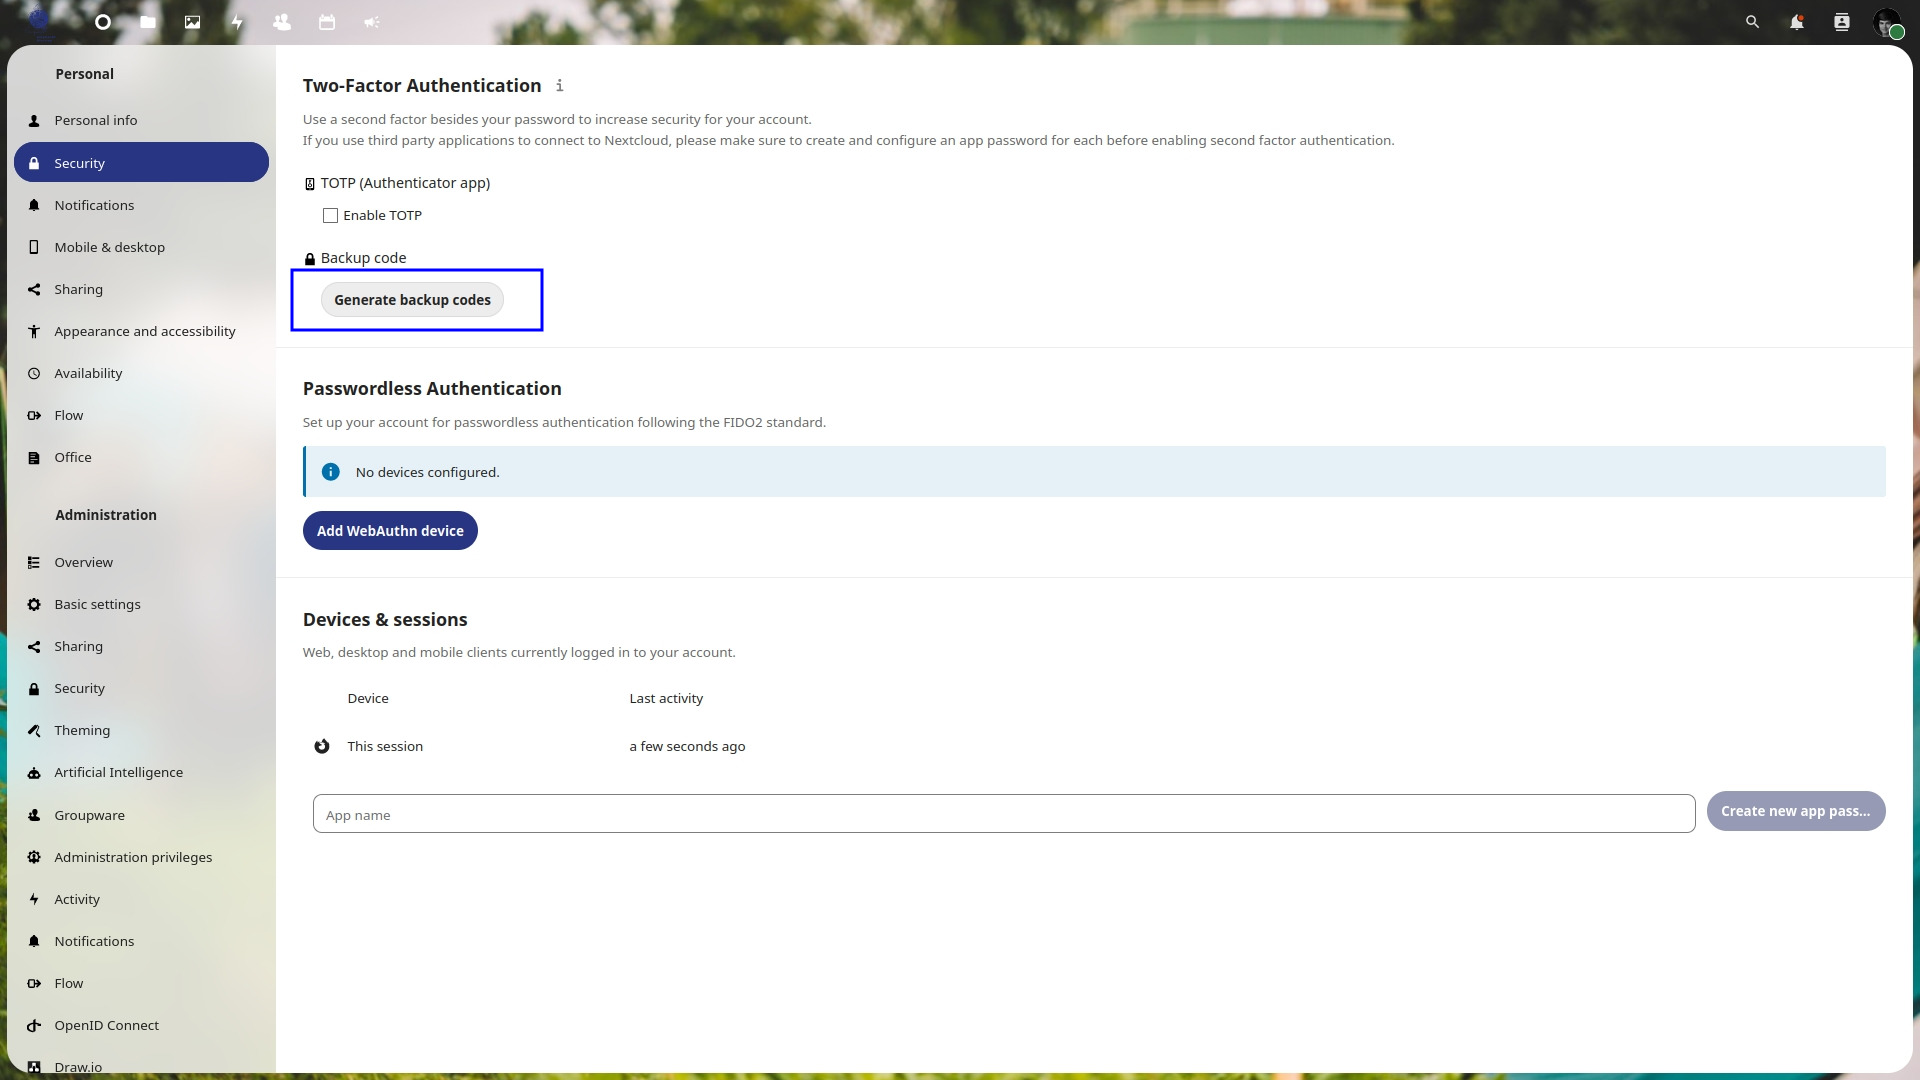 Personal
Personal info
Security
Notifications
Mobile & desktop
Sharing
Appearance and accessibility
Availability
Flow
Office
Administration
Overview
Basic settings
Sharing
Security
Theming
Artificial Intelligence
Groupware
Administration privileges
Activity
Notifications
Flow
OpenID Connect
Draw.io
Two-Factor Authentication
Use a second factor besides your password to increase security for your account.
If you use third party applications to connect to Nextcloud, please make sure to create and configure an app password for each before enabling second factor authentication.
TOTP (Authenticator app)
Enable TOTP
Backup code
Generate backup codes
Passwordless Authentication
Set up your account for passwordless authentication following the FIDO2 standard.
No devices configured.
Add WebAuthn device
Devices & sessions
Web, desktop and mobile clients currently logged in to your account.
Device Last activity
This session a few seconds ago
App name Create new app pass...